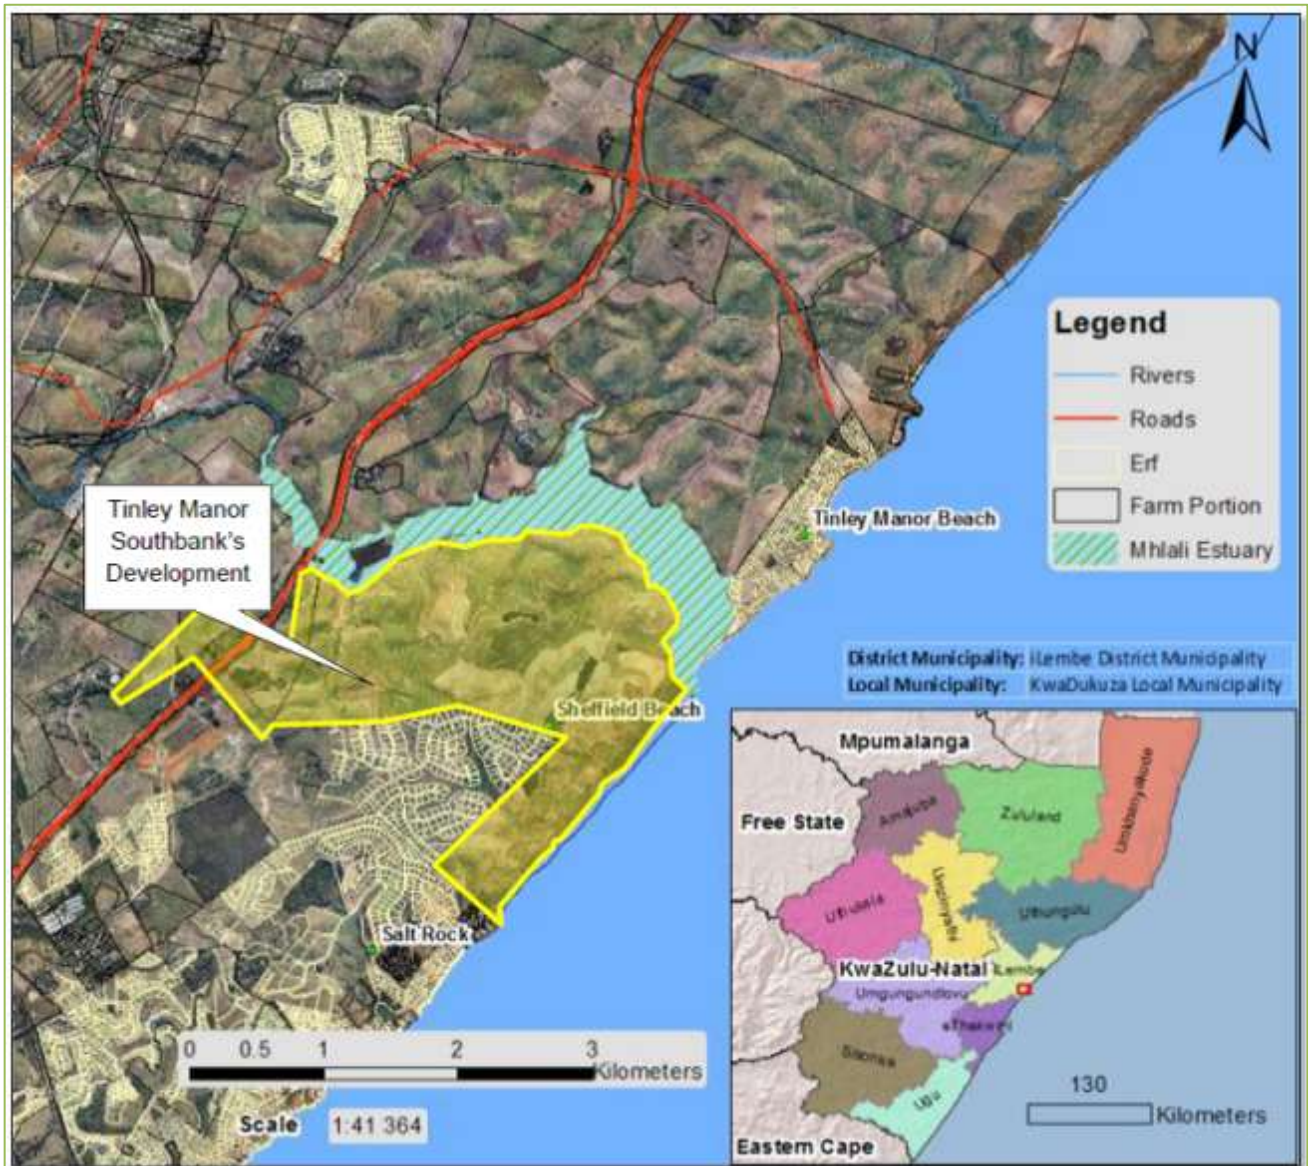 N
Legend
Rivers
Roads
Erf
Farm Portion
Mhlali Estuary
Tinley Manor
Southbank's
Development
Tinley Manor Beach
District Municipality: iLembe District Municipality
Local Municipality: KwaDukuza Local Municipality
Sheffield Beach
Salt Rock
0 0.5 1 2 3
Kilometers
Scale 1:41 364
Mpumalanga
Free State
Amajuba
Zululand
Umkhanyakude
Uthukela
Umzinyathi
Uthungulu
KwaZulu-Natal
iLembe
Umgungundlovu
eThekwini
Sisonke
Ugu
130
Kilometers
Eastern Cape